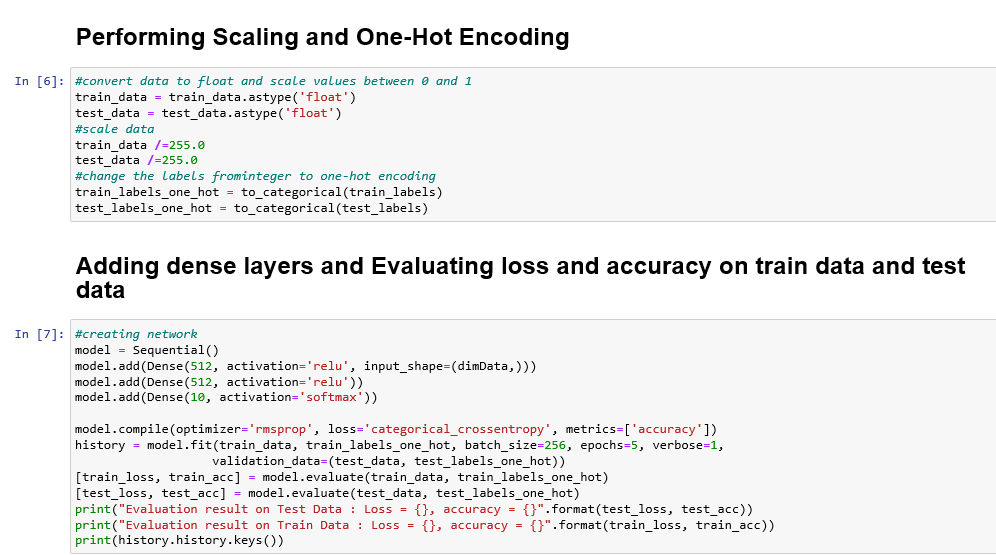 Performing Scaling and One-Hot Encoding
In [6]: #convert data to float and scale values between 0 and 1
train_data = train_data.astype('float')
test_data = test_data.astype('float')
#scale data
train_data /=255.0
test_data /=255.0
#change the labels frominteger to one-hot encoding
train_labels_one_hot = to_categorical(train_labels)
test_labels_one_hot = to_categorical(test_labels)
Adding dense layers and Evaluating loss and accuracy on train data and test
data
In [7]: #creating network
model = Sequential()
model.add(Dense(512, activation='relu', input_shape=(dimData,)))
model.add(Dense(512, activation='relu'))
model.add(Dense(10, activation='softmax'))
model.compile(optimizer='rmsprop', loss='categorical_crossentropy', metrics=['accuracy'])
history = model.fit(train_data, train_labels_one_hot, batch_size=256, epochs=5, verbose=1,
validation_data=(test_data, test_labels_one_hot))
[train_loss, train_acc] = model.evaluate(train_data, train_labels_one_hot)
[test_loss, test_acc] = model.evaluate(test_data, test_labels_one_hot)
print("Evaluation result on Test Data : Loss = {}, accuracy = {}".format(test_loss, test_acc))
print("Evaluation result on Train Data : Loss = {}, accuracy = {}".format(train_loss, train_acc))
print(history.history.keys())